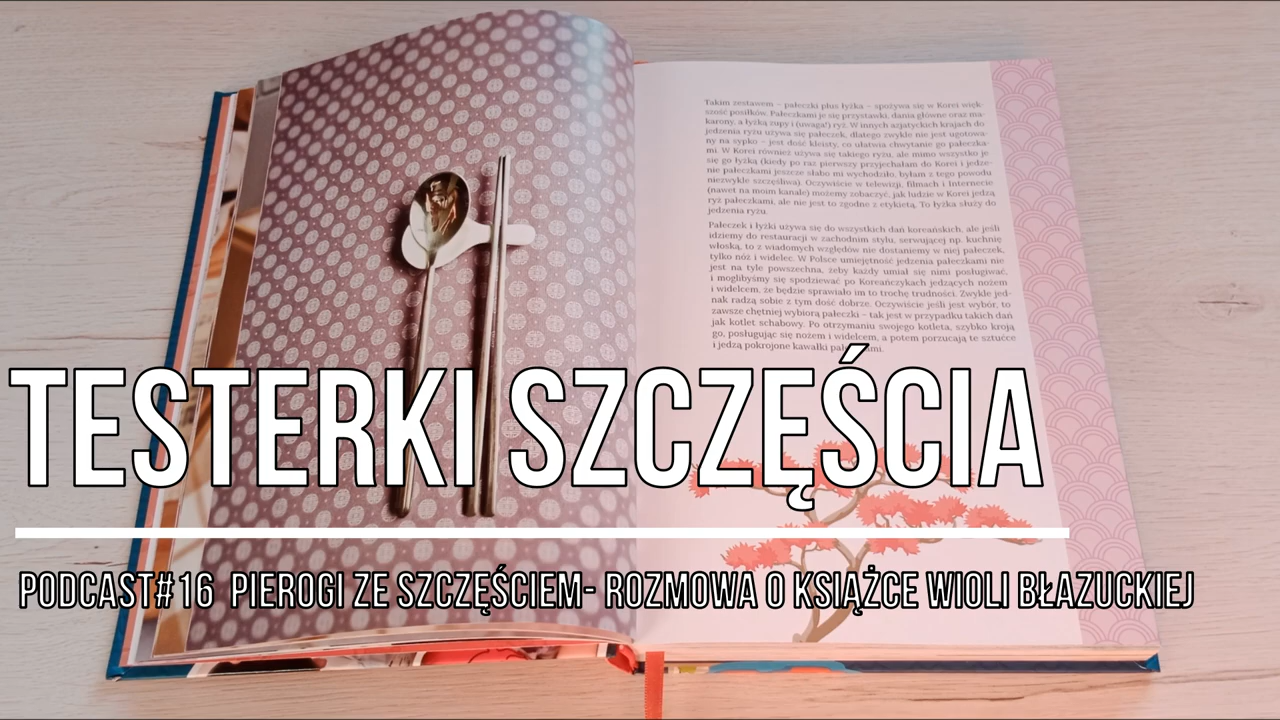 Takim zestawem – pałeczki plus łyżka – spożywa się w Korei więk-
szość posiłków. Pałeczkami je się przystawki, dania główne oraz ma-
karony, a łyżką zupy i (uwaga!) ryż. W innych azjatyckich krajach do
jedzenia ryżu używa się pałeczek, dlatego zwykle nie jest ugotowa-
ny na sypko – jest dość kleisty, co ułatwia chwytanie go pałeczka-
mi. W Korei również używa się takiego ryżu, ale mimo wszystko je
się go łyżką (kiedy po raz pierwszy przyjechałam do Korei i jedze-
nie pałeczkami jeszcze słabo mi wychodziło, byłam z tego powodu
niezwykle szczęśliwa). Oczywiście w telewizji, filmach i Internecie
(nawet na moim kanale) możemy zobaczyć, jak ludzie w Korei jedzą
ryż pałeczkami, ale nie jest to zgodne z etykietą. To łyżka służy do
jedzenia ryżu.
Pałeczek i łyżki używa się do wszystkich dań koreańskich, ale jeśli
idziemy do restauracji w zachodnim stylu, serwującej np. kuchnię
włoską, to z wiadomych względów nie dostaniemy w niej pałeczek,
tylko nóż i widelec. W Polsce umiejętność jedzenia pałeczkami nie
jest na tyle powszechna, żeby każdy umiał się nimi posługiwać,
i moglibyśmy się spodziewać po Koreańczykach jedzących nożem
i widelcem, że będzie sprawiało im to trochę trudności. Zwykle jed-
nak radzą sobie z tym dość dobrze. Oczywiście jeśli jest wybór, to
zawsze chętniej wybiorą pałeczki – tak jest w przypadku takich dań
jak kotlet schabowy. Po otrzymaniu swojego kotleta, szybko kroją
go, posługując się nożem i widelcem, a potem porzucają te sztućce
i jedzą pokrojone kawałki
TESTERKI SZCZĘŚCIA
PODCAST#16 PIEROGI ZE SZCZĘŚCIEM- ROZMOWA O KSIĄŻCE WIOLI BŁAZUCKIEJ